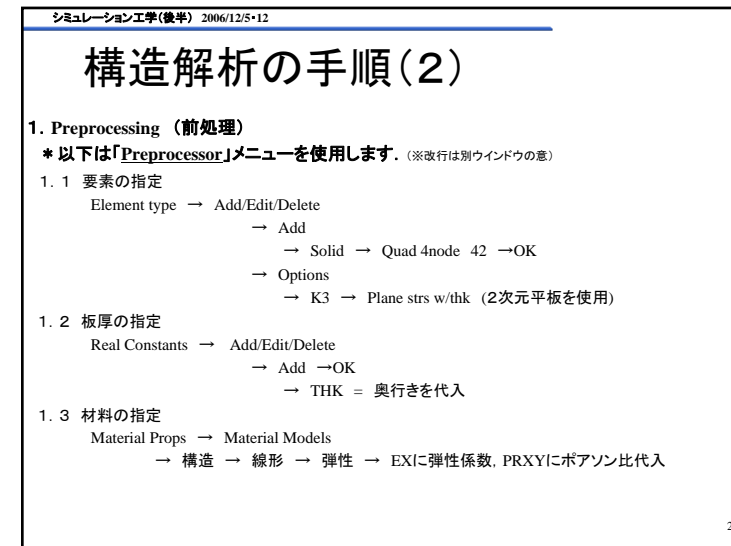 シミュレーション工学（後半） 2006/12/5・12
構造解析の手順（２）
１．Preprocessing （前処理）
＊以下は「Preprocessor」メニューを使用します．（※改行は別ウインドウの意）
１．１ 要素の指定
Element type → Add/Edit/Delete
→ Add
→ Solid → Quad 4node 42 →OK
→ Options
→ K3 → Plane strs w/thk （２次元平板を使用）
１．２ 板厚の指定
Real Constants → Add/Edit/Delete
→ Add →OK
→ THK = 奥行きを代入
１．３ 材料の指定
Material Props → Material Models
→ 構造 → 線形 → 弾性 → EXに弾性係数，PRXYにポアソン比代入
2